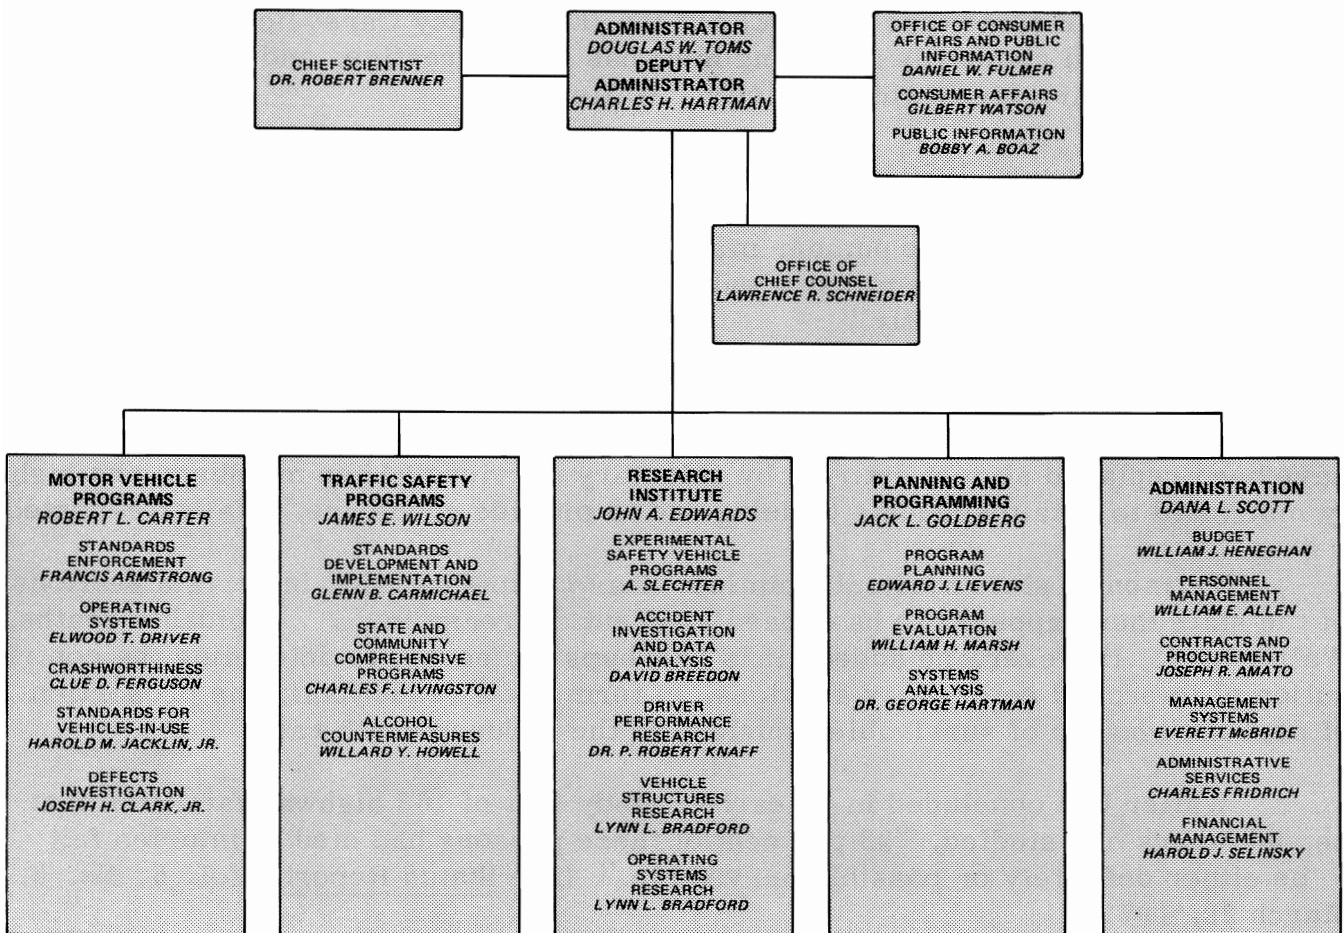 CHIEF SCIENTIST
DR. ROBERT BRENNER
ADMINISTRATOR
DOUGLAS W. TOMS
DEPUTY
ADMINISTRATOR
CHARLES H. HARTMAN
OFFICE OF CONSUMER
AFFAIRS AND PUBLIC
INFORMATION
DANIEL W. FULMER
CONSUMER AFFAIRS
GILBERT WATSON
PUBLIC INFORMATION
BOBBY A. BOAZ
OFFICE OF
CHIEF COUNSEL
LAWRENCE R. SCHNEIDER
MOTOR VEHICLE
PROGRAMS
ROBERT L. CARTER
STANDARDS
ENFORCEMENT
FRANCIS ARMSTRONG
OPERATING
SYSTEMS
ELWOOD T. DRIVER
CRASHWORTHINESS
CLUE D. FERGUSON
STANDARDS FOR
VEHICLES-IN-USE
HAROLD M. JACKLIN, JR.
DEFECTS
INVESTIGATION
JOSEPH H. CLARK, JR.
TRAFFIC SAFETY
PROGRAMS
JAMES E. WILSON
STANDARDS
DEVELOPMENT AND
IMPLEMENTATION
GLENN B. CARMICHAEL
STATE AND
COMMUNITY
COMPREHENSIVE
PROGRAMS
CHARLES F. LIVINGSTON
ALCOHOL
COUNTERMEASURES
WILLARD Y. HOWELL
RESEARCH
INSTITUTE
JOHN A. EDWARDS
EXPERIMENTAL
SAFETY VEHICLE
PROGRAMS
A. SLECHTER
ACCIDENT
INVESTIGATION
AND DATA
ANALYSIS
DAVID BREEDON
DRIVER
PERFORMANCE
RESEARCH
DR. P. ROBERT KNAFF
VEHICLE
STRUCTURES
RESEARCH
LYNN L. BRADFORD
OPERATING
SYSTEMS
RESEARCH
LYNN L. BRADFORD
PLANNING AND
PROGRAMMING
JACK L. GOLDBERG
PROGRAM
PLANNING
EDWARD J. LIEVENS
PROGRAM
EVALUATION
WILLIAM H. MARSH
SYSTEMS
ANALYSIS
DR. GEORGE HARTMAN
ADMINISTRATION
DANA L. SCOTT
BUDGET
WILLIAM J. HENEGHAN
PERSONNEL
MANAGEMENT
WILLIAM E. ALLEN
CONTRACTS AND
PROCUREMENT
JOSEPH R. AMATO
MANAGEMENT
SYSTEMS
EVERETT McBRIDE
ADMINISTRATIVE
SERVICES
CHARLES FRIDRICH
FINANCIAL
MANAGEMENT
HAROLD J. SELINSKY